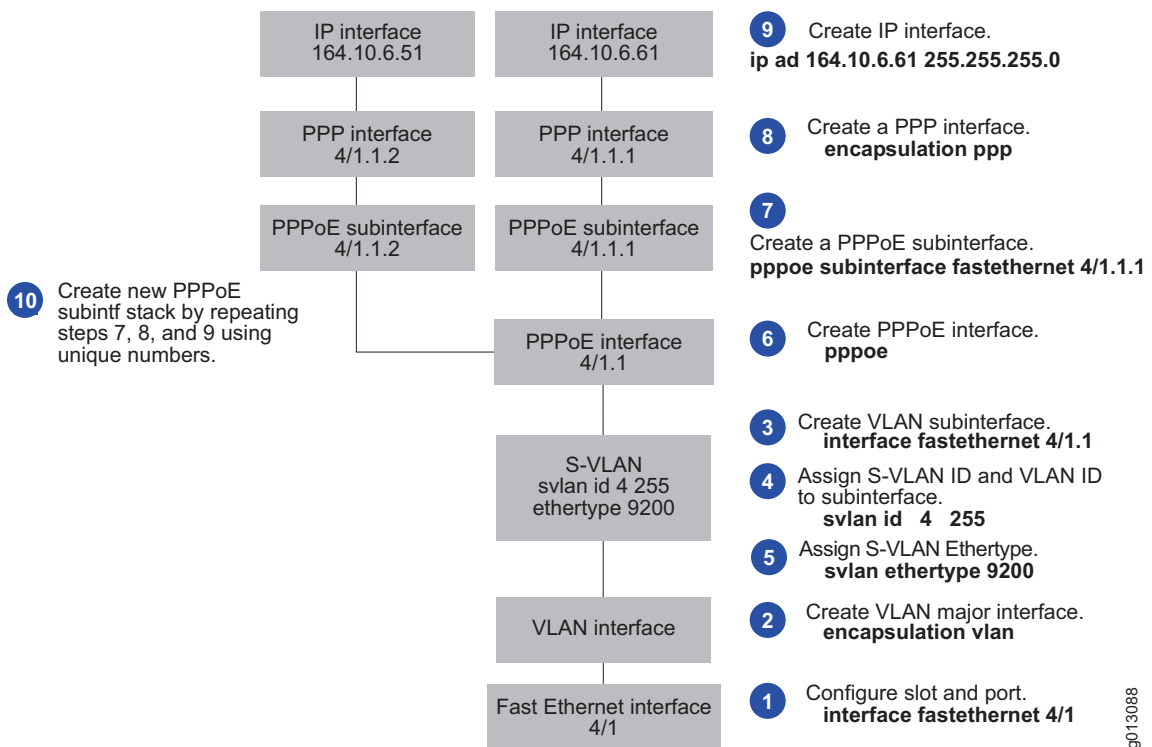 IP interface
164.10.6.51
IP interface
164.10.6.61
9 Create IP interface.
ip ad 164.10.6.61 255.255.255.0
PPP interface
4/1.1.2
PPP interface
4/1.1.1
8 Create a PPP interface.
encapsulation ppp
PPPoE subinterface
4/1.1.2
PPPoE subinterface
4/1.1.1
7
Create a PPPoE subinterface.
pppoe subinterface fastethernet 4/1.1.1
10 Create new PPPoE
subintf stack by repeating
steps 7, 8, and 9 using
unique numbers.
PPPoE interface
4/1.1
6 Create PPPoE interface.
pppoe
S-VLAN
svlan id 4 255
ethertype 9200
3 Create VLAN subinterface.
interface fastethernet 4/1.1
4 Assign S-VLAN ID and VLAN ID
to subinterface.
svlan id 4 255
5 Assign S-VLAN Ethertype.
svlan ethertype 9200
VLAN interface
2 Create VLAN major interface.
encapsulation vlan
Fast Ethernet interface
4/1
1 Configure slot and port.
interface fastethernet 4/1
g013088